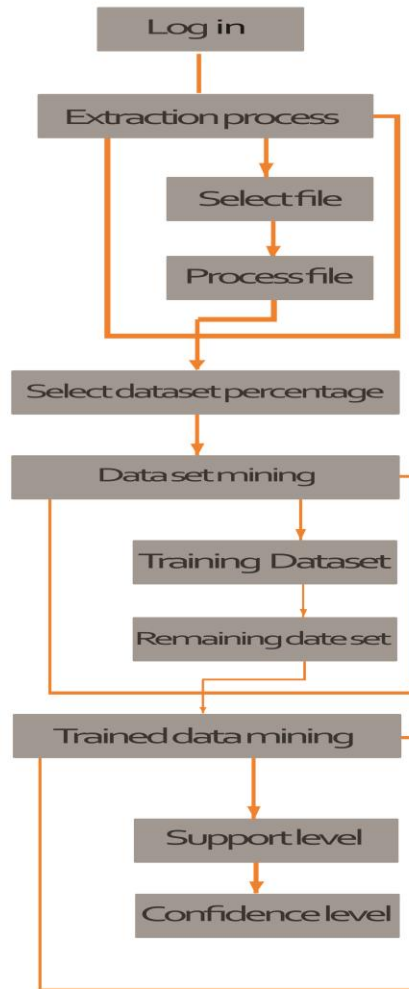 Log in
Extraction process
Select file
Process file
Select dataset percentage
Data set mining
Training Dataset
Remaining date set
Trained data mining
Support level
Confidence level